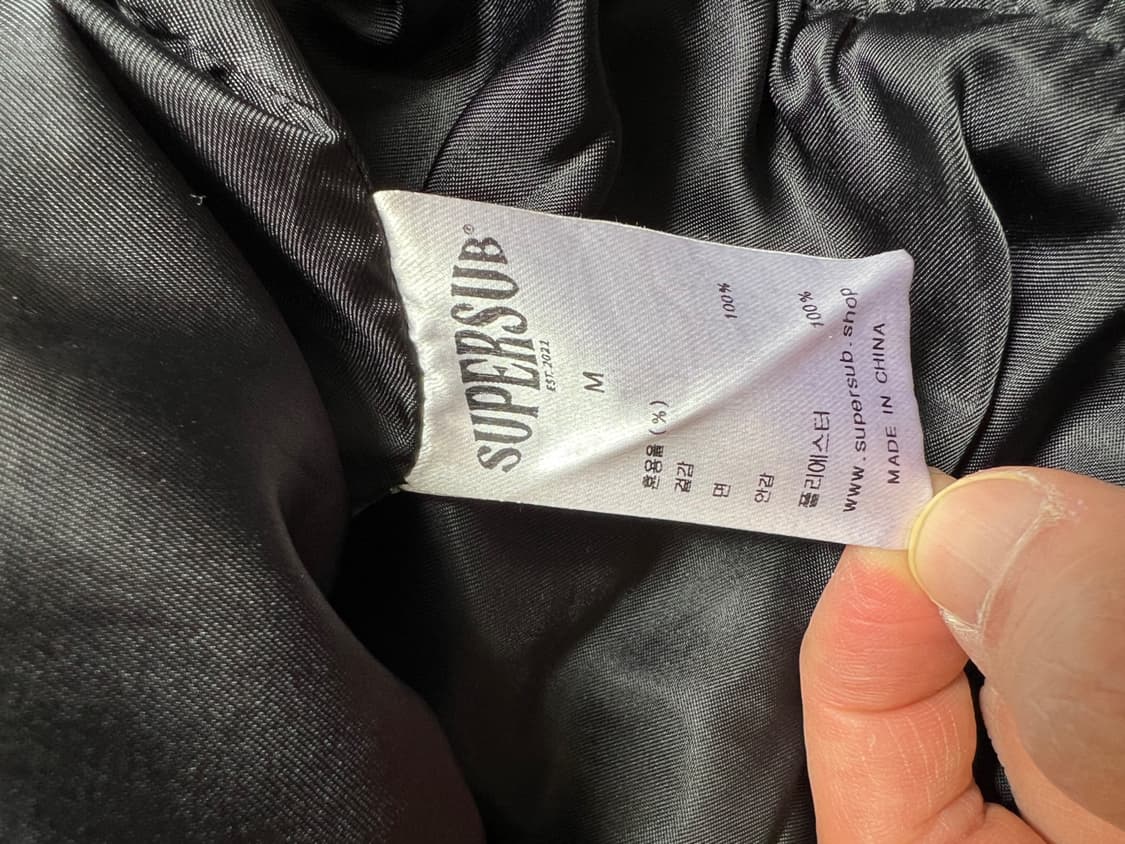 SUPERSUB®
EST. 2021
M
혼용율 (%)
겉감
면 100%
안감
폴리에스터 100%
www.supersub.shop
MADE IN CHINA